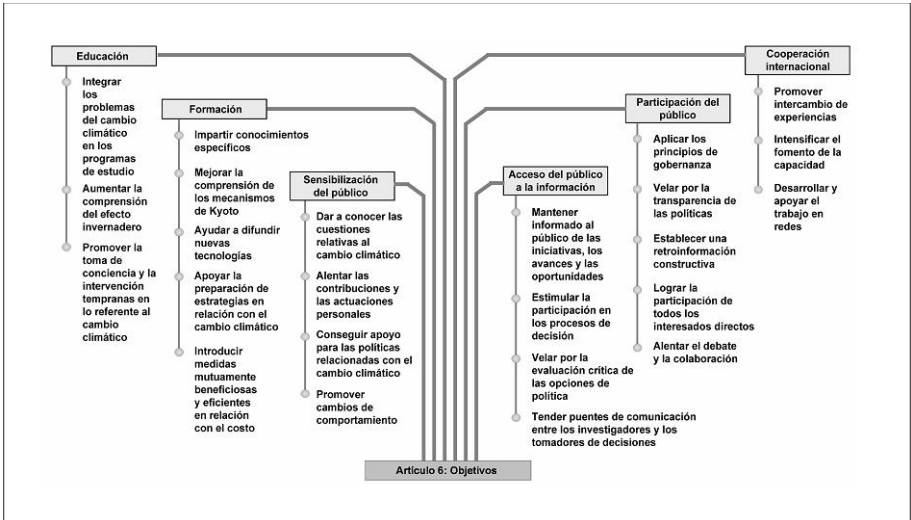 Educación
Integrar
los
problemas
del cambio
climático
en los
programas
de estudio
Aumentar la
comprensión
del efecto
invernadero
Promover la
toma de
conciencia y la
intervención
tempranas en
lo referente al
cambio
climático
Formación
Impartir conocimientos
específicos
Mejorar la
comprensión de
los mecanismos
de Kyoto
Ayudar a difundir
nuevas
tecnologías
Apoyar la
preparación de
estrategias en
relación con el
cambio climático
Introducir
medidas
mutuamente
beneficiosas
y eficientes
en relación
con el costo
Sensibilización
del público
Dar a conocer las
cuestiones
relativas al
cambio climático
Alentar las
contribuciones y
las actuaciones
personales
Conseguir apoyo
para las políticas
relacionadas con el
cambio climático
Promover
cambios de
comportamiento
Acceso del público
a la información
Mantener
informado al
público de las
iniciativas, los
avances y las
oportunidades
Estimular la
participación en
los procesos de
decisión
Velar por la
evaluación crítica de
las opciones de
política
Tender puentes de comunicación
entre los investigadores y los
tomadores de decisiones
Participación del
público
Aplicar los
principios de
gobernanza
Velar por la
transparencia de
las políticas
Establecer una
retroinformación
constructiva
Lograr la
participación de
todos los
interesados directos
Alentar el debate
y la colaboración
Cooperación
internacional
Promover
intercambio de
experiencias
Intensificar el
fomento de la
capacidad
Desarrollar y
apoyar el
trabajo en
redes
Artículo 6: Objetivos